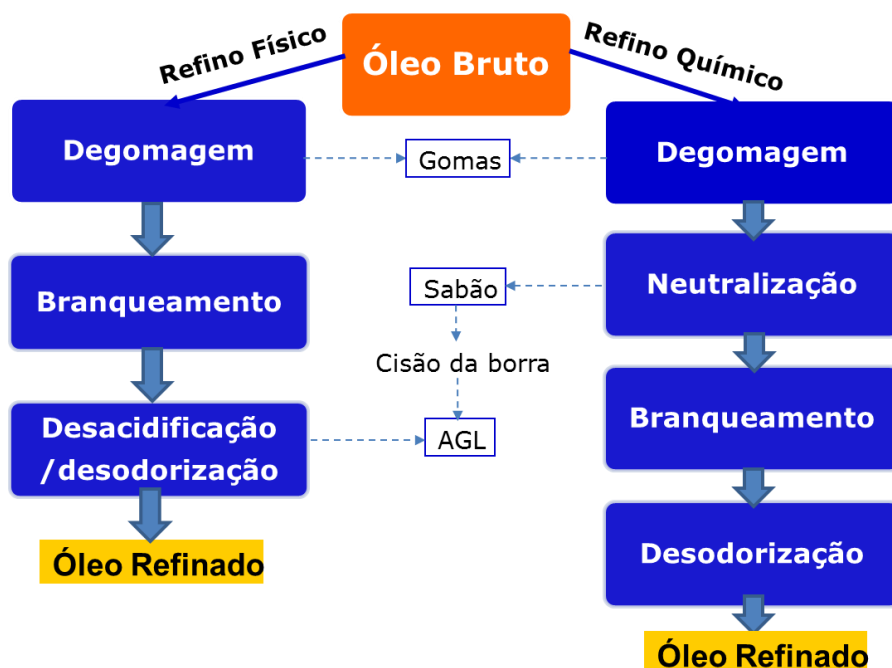 Refino Físico
Óleo Bruto
Refino Químico
Degomagem
Gomas
Degomagem
Branqueamento
Sabão
Neutralização
Cisão da borra
Desacidificação
/desodorização
AGL
Branqueamento
Óleo Refinado
Desodorização
Óleo Refinado